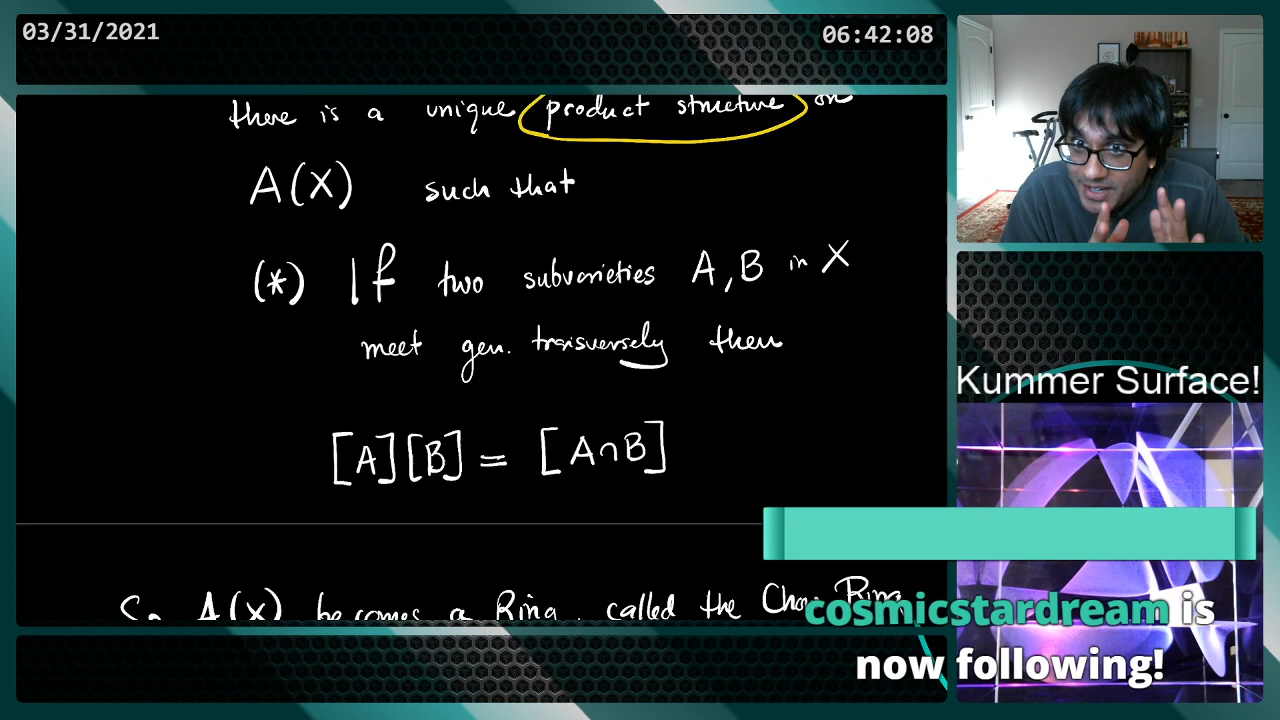 03/31/2021
06:42:08
there is a unique product structure on
A(X) such that
(*) If two subvarieties A, B in X
meet gen. transversely then
[A][B] = [A∩B]
So A(X) becomes a Ring, called the Chow Ring
Kummer Surface!
cosmicstardream is
now following!